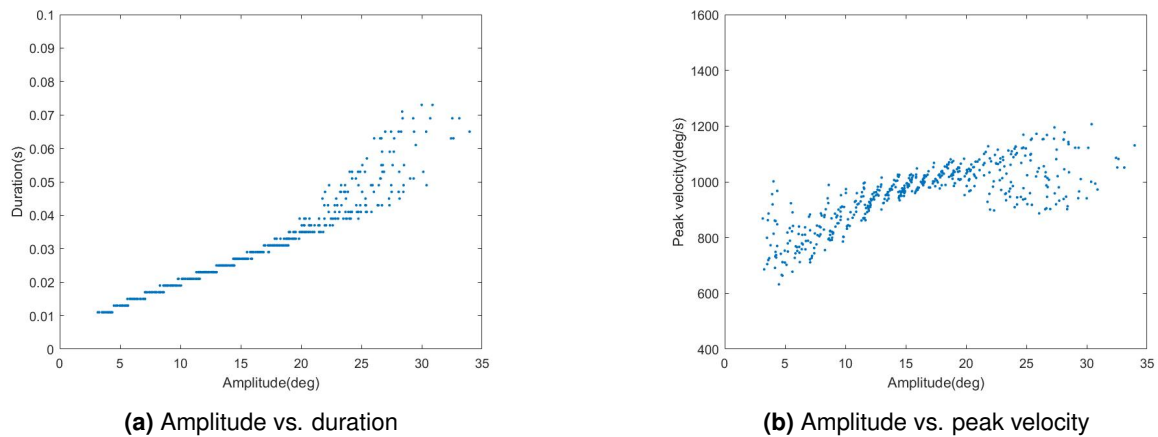 0.1
0.09
0.08
0.07
0.06
0.05
0.04
0.03
0.02
0.01
0
Duration(s)
0 5 10 15 20 25 30 35
Amplitude(deg)
(a) Amplitude vs. duration
1600
1400
1200
1000
800
600
400
Peak velocity(deg/s)
0 5 10 15 20 25 30 35
Amplitude(deg)
(b) Amplitude vs. peak velocity